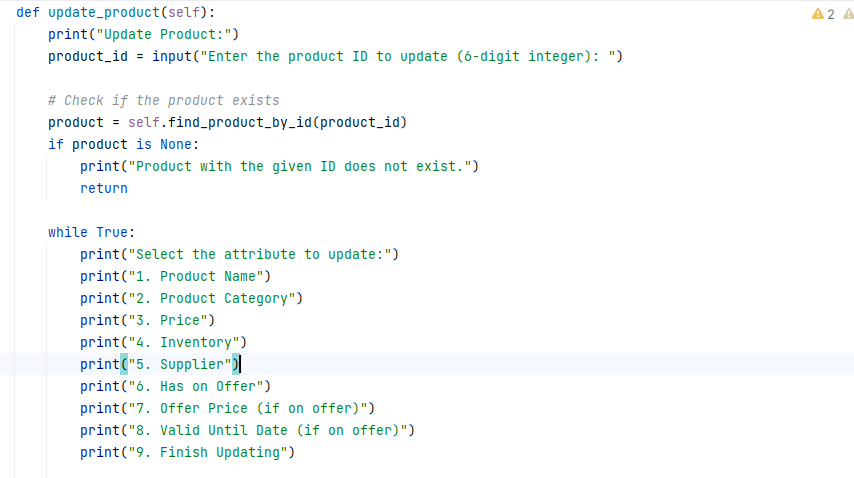 def update_product(self):
2
print("Update Product:")
product_id = input("Enter the product ID to update (6-digit integer): ")
# Check if the product exists
product = self.find_product_by_id(product_id)
if product is None:
print("Product with the given ID does not exist.")
return
while True:
print("Select the attribute to update:")
print("1. Product Name")
print("2. Product Category")
print("3. Price")
print("4. Inventory")
print("5. Supplier")
print("6. Has on Offer")
print("7. Offer Price (if on offer)")
print("8. Valid Until Date (if on offer)")
print("9. Finish Updating")